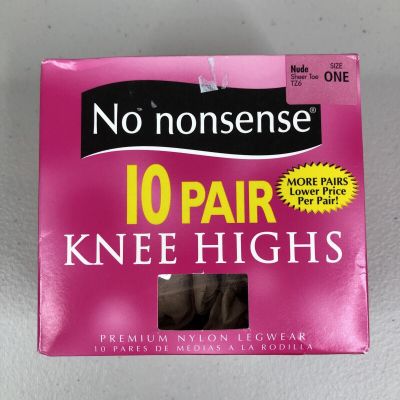 Nude
Sheer Toe
TZ6
SIZE
ONE
No nonsense®
10 PAIR
MORE PAIRS
Lower Price
Per Pair!
KNEE HIGHS
PREMIUM NYLON LEGWEAR
10 PARES DE MEDIAS A LA RODILLA